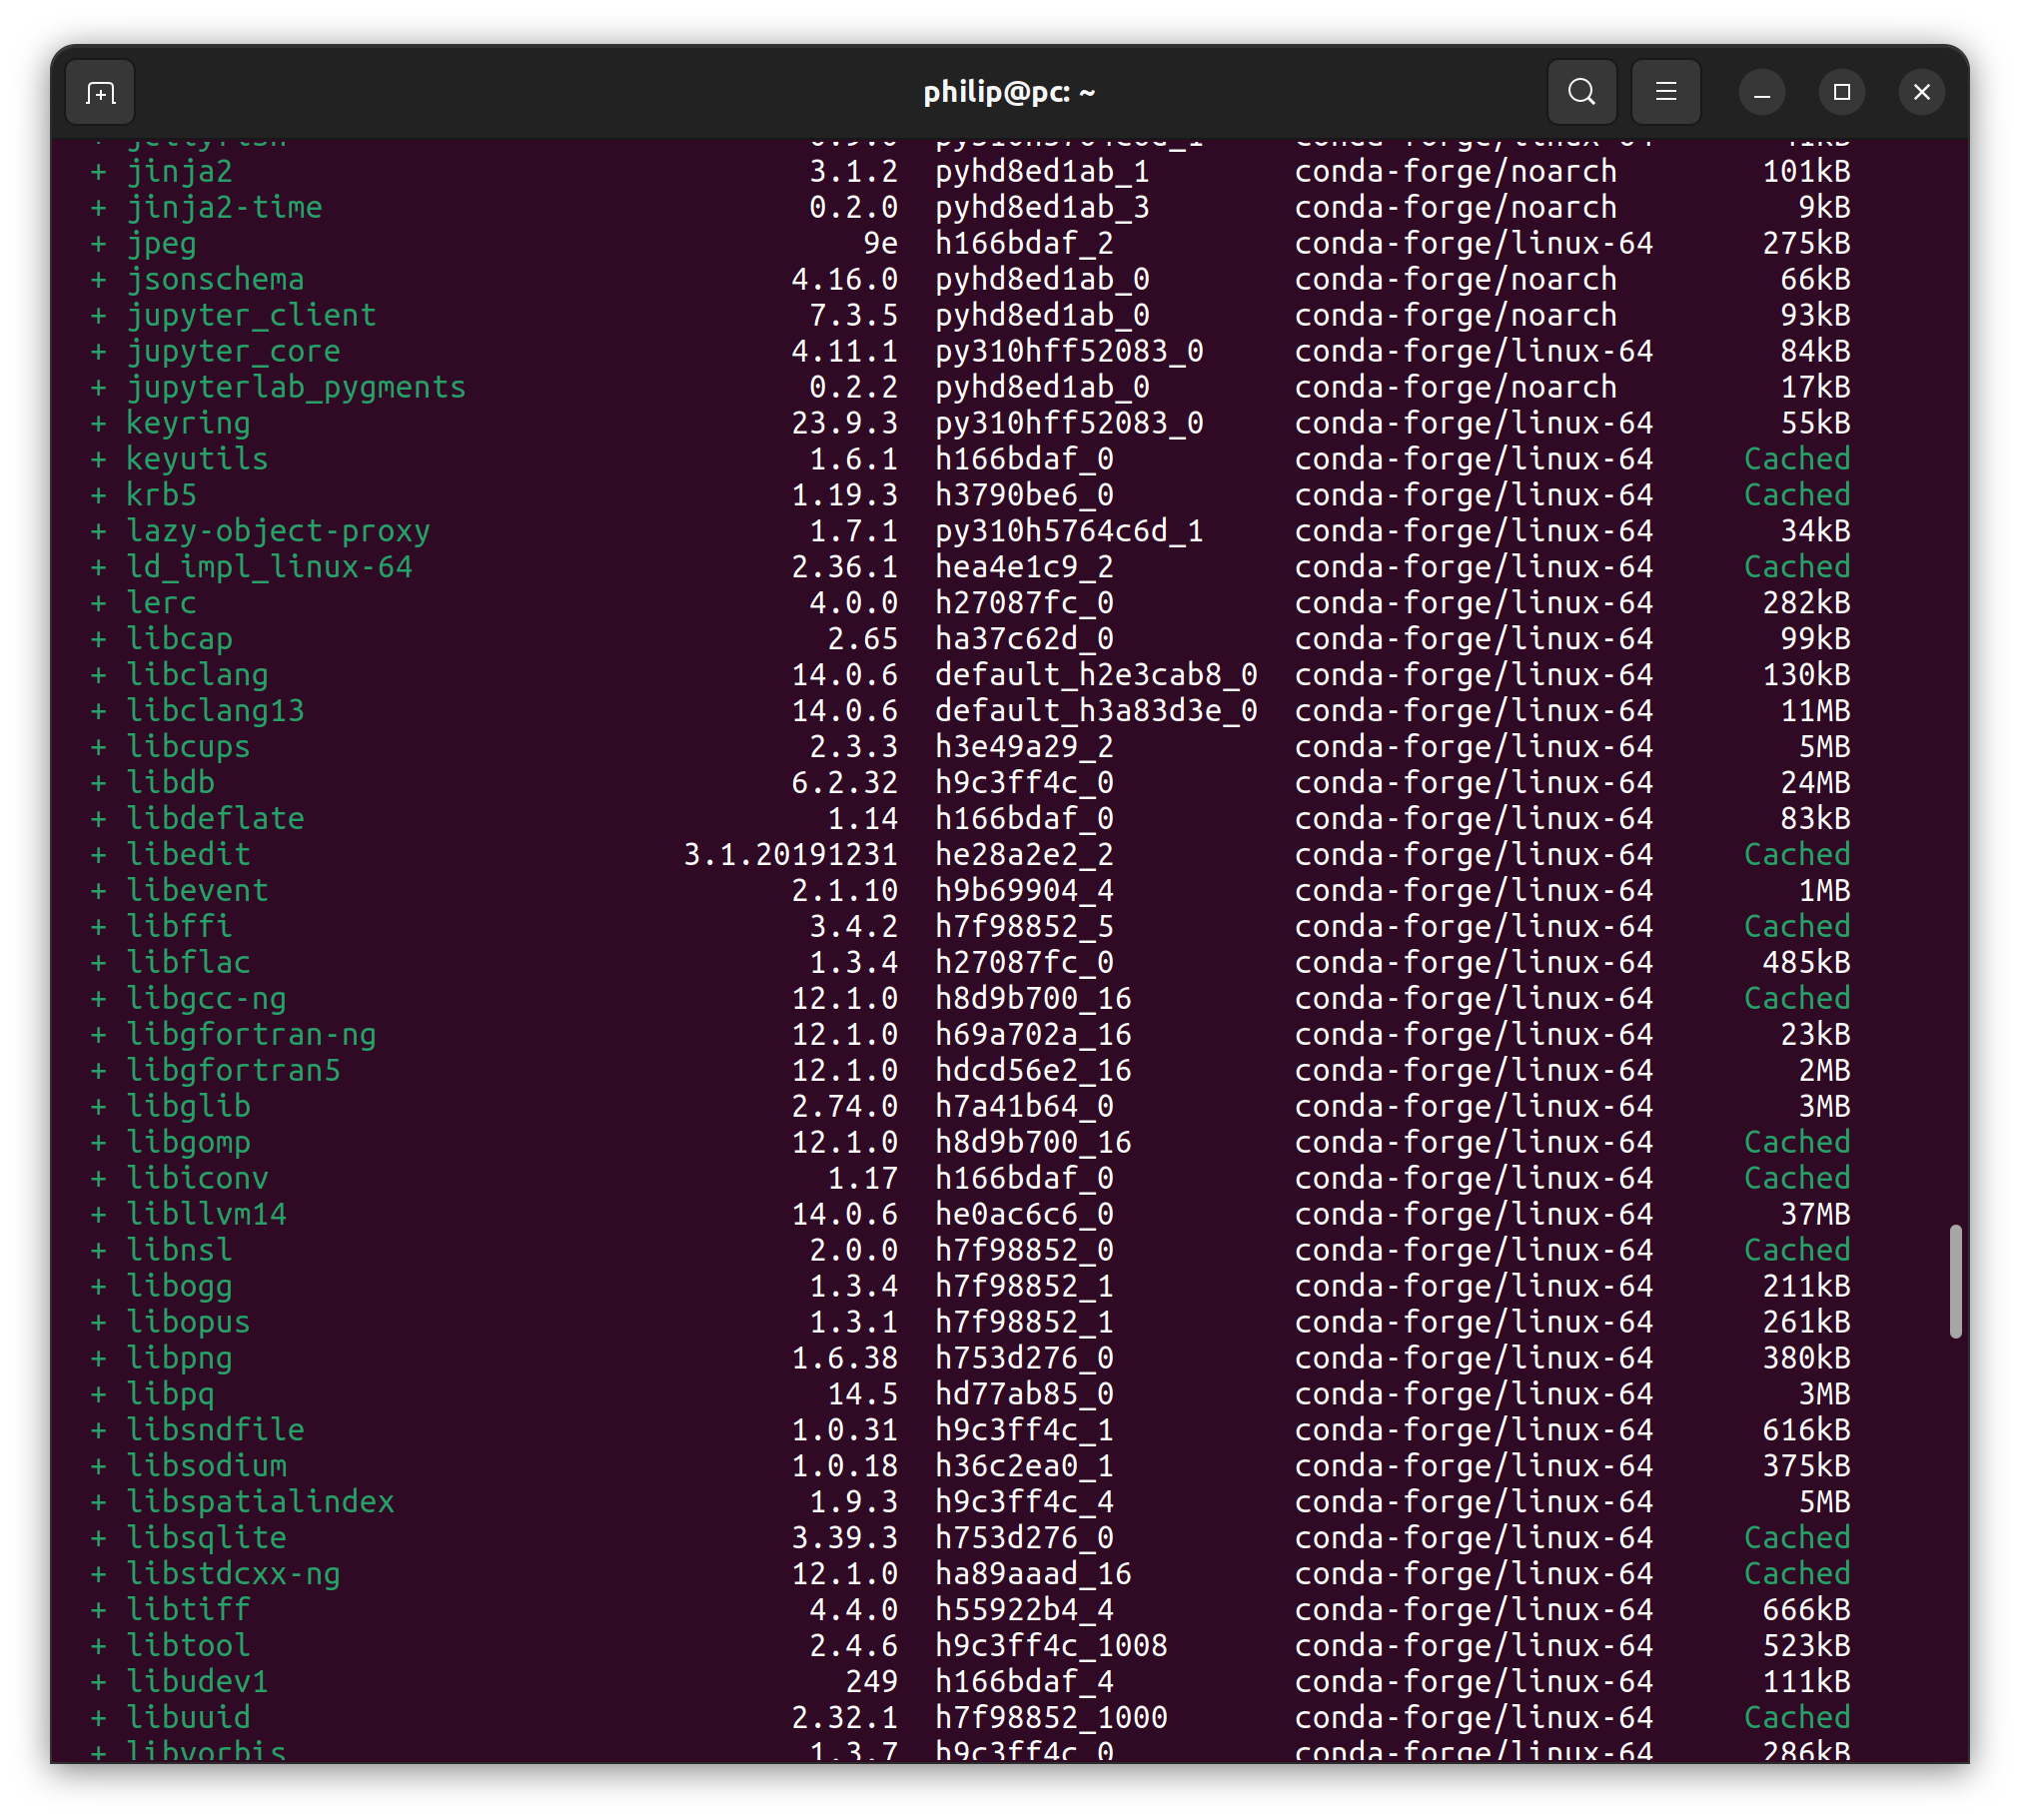 philip@pc: ~
+ jellyfish 0.9.0 py310h5764c6d_1 conda-forge/linux-64 41kB
+ jinja2 3.1.2 pyhd8ed1ab_1 conda-forge/noarch 101kB
+ jinja2-time 0.2.0 pyhd8ed1ab_3 conda-forge/noarch 9kB
+ jpeg 9e h166bdaf_2 conda-forge/linux-64 275kB
+ jsonschema 4.16.0 pyhd8ed1ab_0 conda-forge/noarch 66kB
+ jupyter_client 7.3.5 pyhd8ed1ab_0 conda-forge/noarch 93kB
+ jupyter_core 4.11.1 py310hff52083_0 conda-forge/linux-64 84kB
+ jupyterlab_pygments 0.2.2 pyhd8ed1ab_0 conda-forge/noarch 17kB
+ keyring 23.9.3 py310hff52083_0 conda-forge/linux-64 55kB
+ keyutils 1.6.1 h166bdaf_0 conda-forge/linux-64 Cached
+ krb5 1.19.3 h3790be6_0 conda-forge/linux-64 Cached
+ lazy-object-proxy 1.7.1 py310h5764c6d_1 conda-forge/linux-64 34kB
+ ld_impl_linux-64 2.36.1 hea4e1c9_2 conda-forge/linux-64 Cached
+ lerc 4.0.0 h27087fc_0 conda-forge/linux-64 282kB
+ libcap 2.65 ha37c62d_0 conda-forge/linux-64 99kB
+ libclang 14.0.6 default_h2e3cab8_0 conda-forge/linux-64 130kB
+ libclang13 14.0.6 default_h3a83d3e_0 conda-forge/linux-64 11MB
+ libcups 2.3.3 h3e49a29_2 conda-forge/linux-64 5MB
+ libdb 6.2.32 h9c3ff4c_0 conda-forge/linux-64 24MB
+ libdeflate 1.14 h166bdaf_0 conda-forge/linux-64 83kB
+ libedit 3.1.20191231 he28a2e2_2 conda-forge/linux-64 Cached
+ libevent 2.1.10 h9b69904_4 conda-forge/linux-64 1MB
+ libffi 3.4.2 h7f98852_5 conda-forge/linux-64 Cached
+ libflac 1.3.4 h27087fc_0 conda-forge/linux-64 485kB
+ libgcc-ng 12.1.0 h8d9b700_16 conda-forge/linux-64 Cached
+ libgfortran-ng 12.1.0 h69a702a_16 conda-forge/linux-64 23kB
+ libgfortran5 12.1.0 hdcd56e2_16 conda-forge/linux-64 2MB
+ libglib 2.74.0 h7a41b64_0 conda-forge/linux-64 3MB
+ libgomp 12.1.0 h8d9b700_16 conda-forge/linux-64 Cached
+ libiconv 1.17 h166bdaf_0 conda-forge/linux-64 Cached
+ libllvm14 14.0.6 he0ac6c6_0 conda-forge/linux-64 37MB
+ libnsl 2.0.0 h7f98852_0 conda-forge/linux-64 Cached
+ libogg 1.3.4 h7f98852_1 conda-forge/linux-64 211kB
+ libopus 1.3.1 h7f98852_1 conda-forge/linux-64 261kB
+ libpng 1.6.38 h753d276_0 conda-forge/linux-64 380kB
+ libpq 14.5 hd77ab85_0 conda-forge/linux-64 3MB
+ libsndfile 1.0.31 h9c3ff4c_1 conda-forge/linux-64 616kB
+ libsodium 1.0.18 h36c2ea0_1 conda-forge/linux-64 375kB
+ libspatialindex 1.9.3 h9c3ff4c_4 conda-forge/linux-64 5MB
+ libsqlite 3.39.3 h753d276_0 conda-forge/linux-64 Cached
+ libstdcxx-ng 12.1.0 ha89aaad_16 conda-forge/linux-64 Cached
+ libtiff 4.4.0 h55922b4_4 conda-forge/linux-64 666kB
+ libtool 2.4.6 h9c3ff4c_1008 conda-forge/linux-64 523kB
+ libudev1 249 h166bdaf_4 conda-forge/linux-64 111kB
+ libuuid 2.32.1 h7f98852_1000 conda-forge/linux-64 Cached
+ libvorbis 1.3.7 h9c3ff4c_0 conda-forge/linux-64 286kB